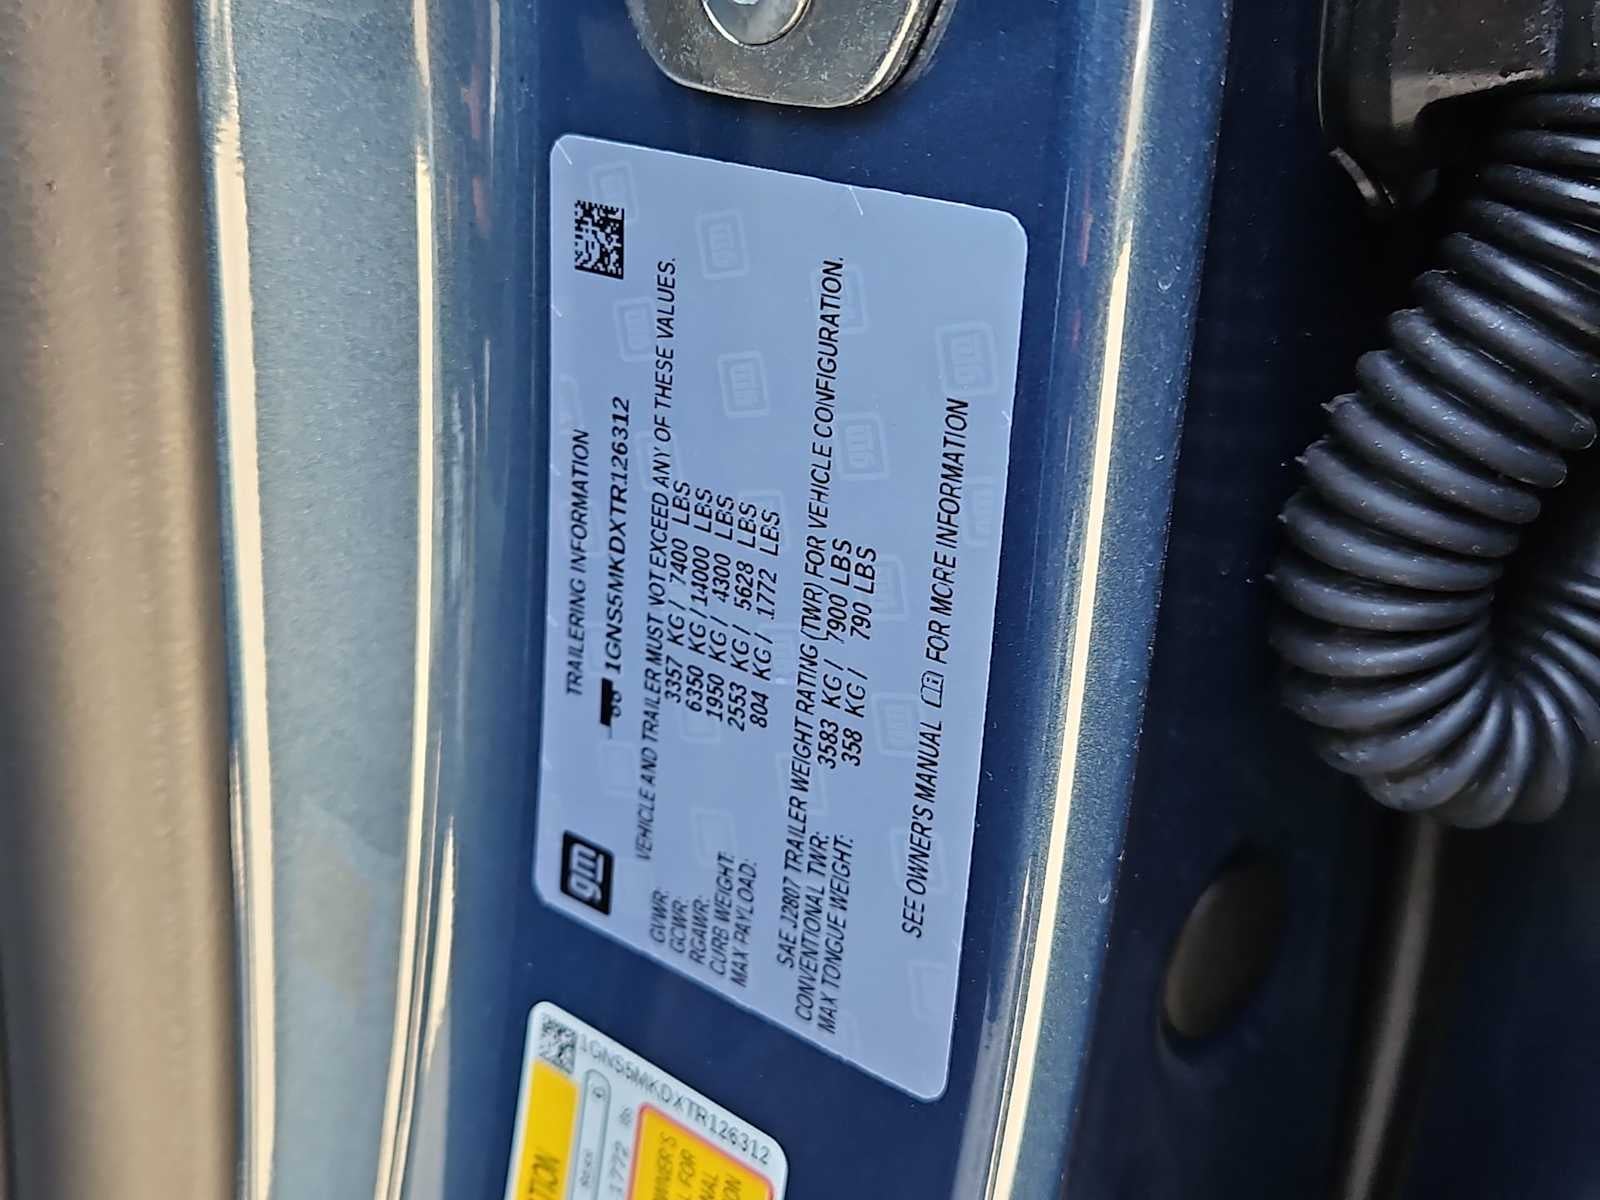 gm
TRAILERING INFORMATION
1GNS5MKDXTR126312
VEHICLE AND TRAILER MUST NOT EXCEED ANY OF THESE VALUES.
GVWR: 3357 KG / 7400 LBS
GCWR: 6350 KG / 14000 LBS
RGAWR: 1950 KG / 4300 LBS
CURB WEIGHT: 2553 KG / 5628 LBS
MAX PAYLOAD: 804 KG / 1772 LBS
SAE J2807 TRAILER WEIGHT RATING (TWR) FOR VEHICLE CONFIGURATION.
CONVENTIONAL TWR: 3583 KG / 7900 LBS
MAX TONGUE WEIGHT: 358 KG / 790 LBS
SEE OWNER'S MANUAL FOR MORE INFORMATION
1GNS5MKDXTR126312
1772 lb